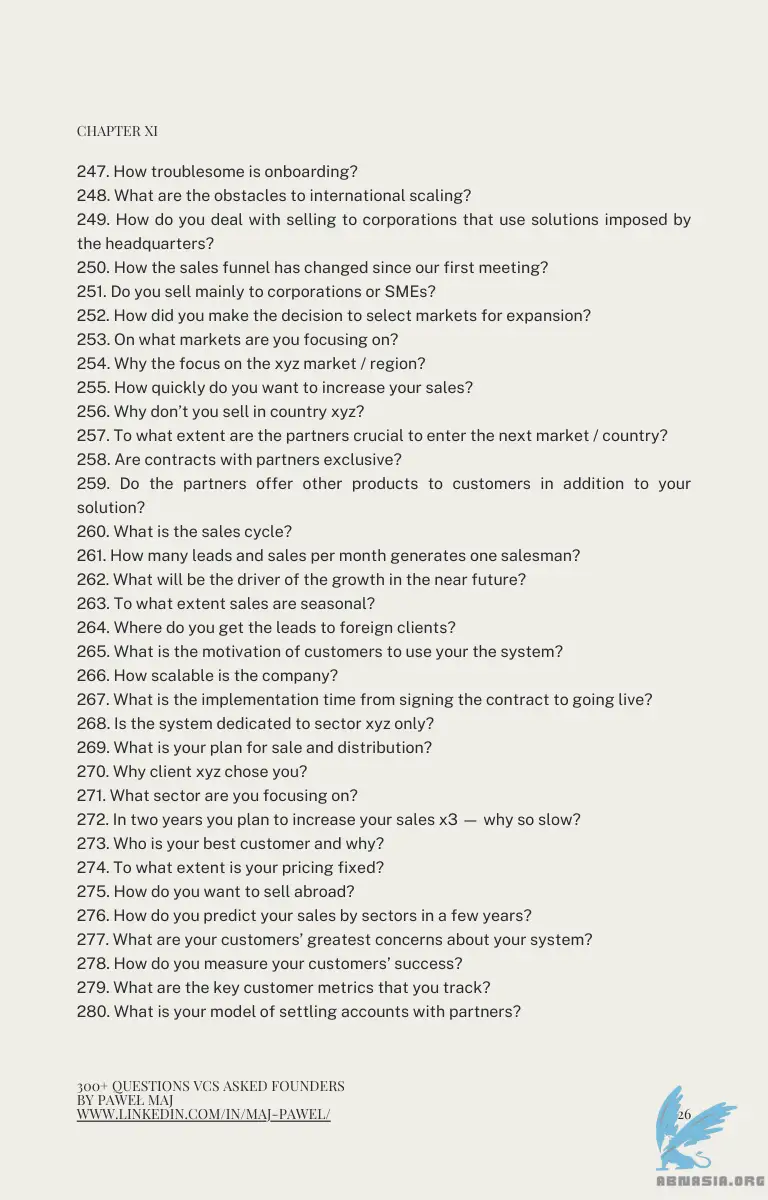 CHAPTER XI
247. How troublesome is onboarding?
248. What are the obstacles to international scaling?
249. How do you deal with selling to corporations that use solutions imposed by
the headquarters?
250. How the sales funnel has changed since our first meeting?
251. Do you sell mainly to corporations or SMEs?
252. How did you make the decision to select markets for expansion?
253. On what markets are you focusing on?
254. Why the focus on the xyz market / region?
255. How quickly do you want to increase your sales?
256. Why don't you sell in country xyz?
257. To what extent are the partners crucial to enter the next market / country?
258. Are contracts with partners exclusive?
259. Do the partners offer other products to customers in addition to your
solution?
260. What is the sales cycle?
261. How many leads and sales per month generates one salesman?
262. What will be the driver of the growth in the near future?
263. To what extent sales are seasonal?
264. Where do you get the leads to foreign clients?
265. What is the motivation of customers to use your the system?
266. How scalable is the company?
267. What is the implementation time from signing the contract to going live?
268. Is the system dedicated to sector xyz only?
269. What is your plan for sale and distribution?
270. Why client xyz chose you?
271. What sector are you focusing on?
272. In two years you plan to increase your sales x3 — why so slow?
273. Who is your best customer and why?
274. To what extent is your pricing fixed?
275. How do you want to sell abroad?
276. How do you predict your sales by sectors in a few years?
277. What are your customers' greatest concerns about your system?
278. How do you measure your customers' success?
279. What are the key customer metrics that you track?
280. What is your model of settling accounts with partners?
300+ QUESTIONS VCS ASKED FOUNDERS
BY PAWEŁ MAJ
WWW.LINKEDIN.COM/IN/MAJ-PAWEL/
26
ABNASIA.ORG